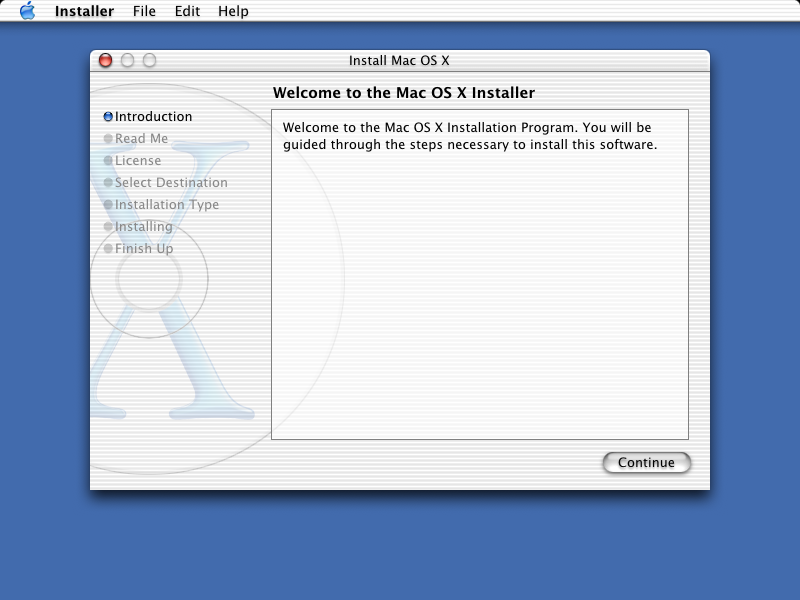 Installer File Edit Help
Install Mac OS X
Welcome to the Mac OS X Installer
Introduction
Read Me
License
Select Destination
Installation Type
Installing
Finish Up
Welcome to the Mac OS X Installation Program. You will be
guided through the steps necessary to install this software.
Continue